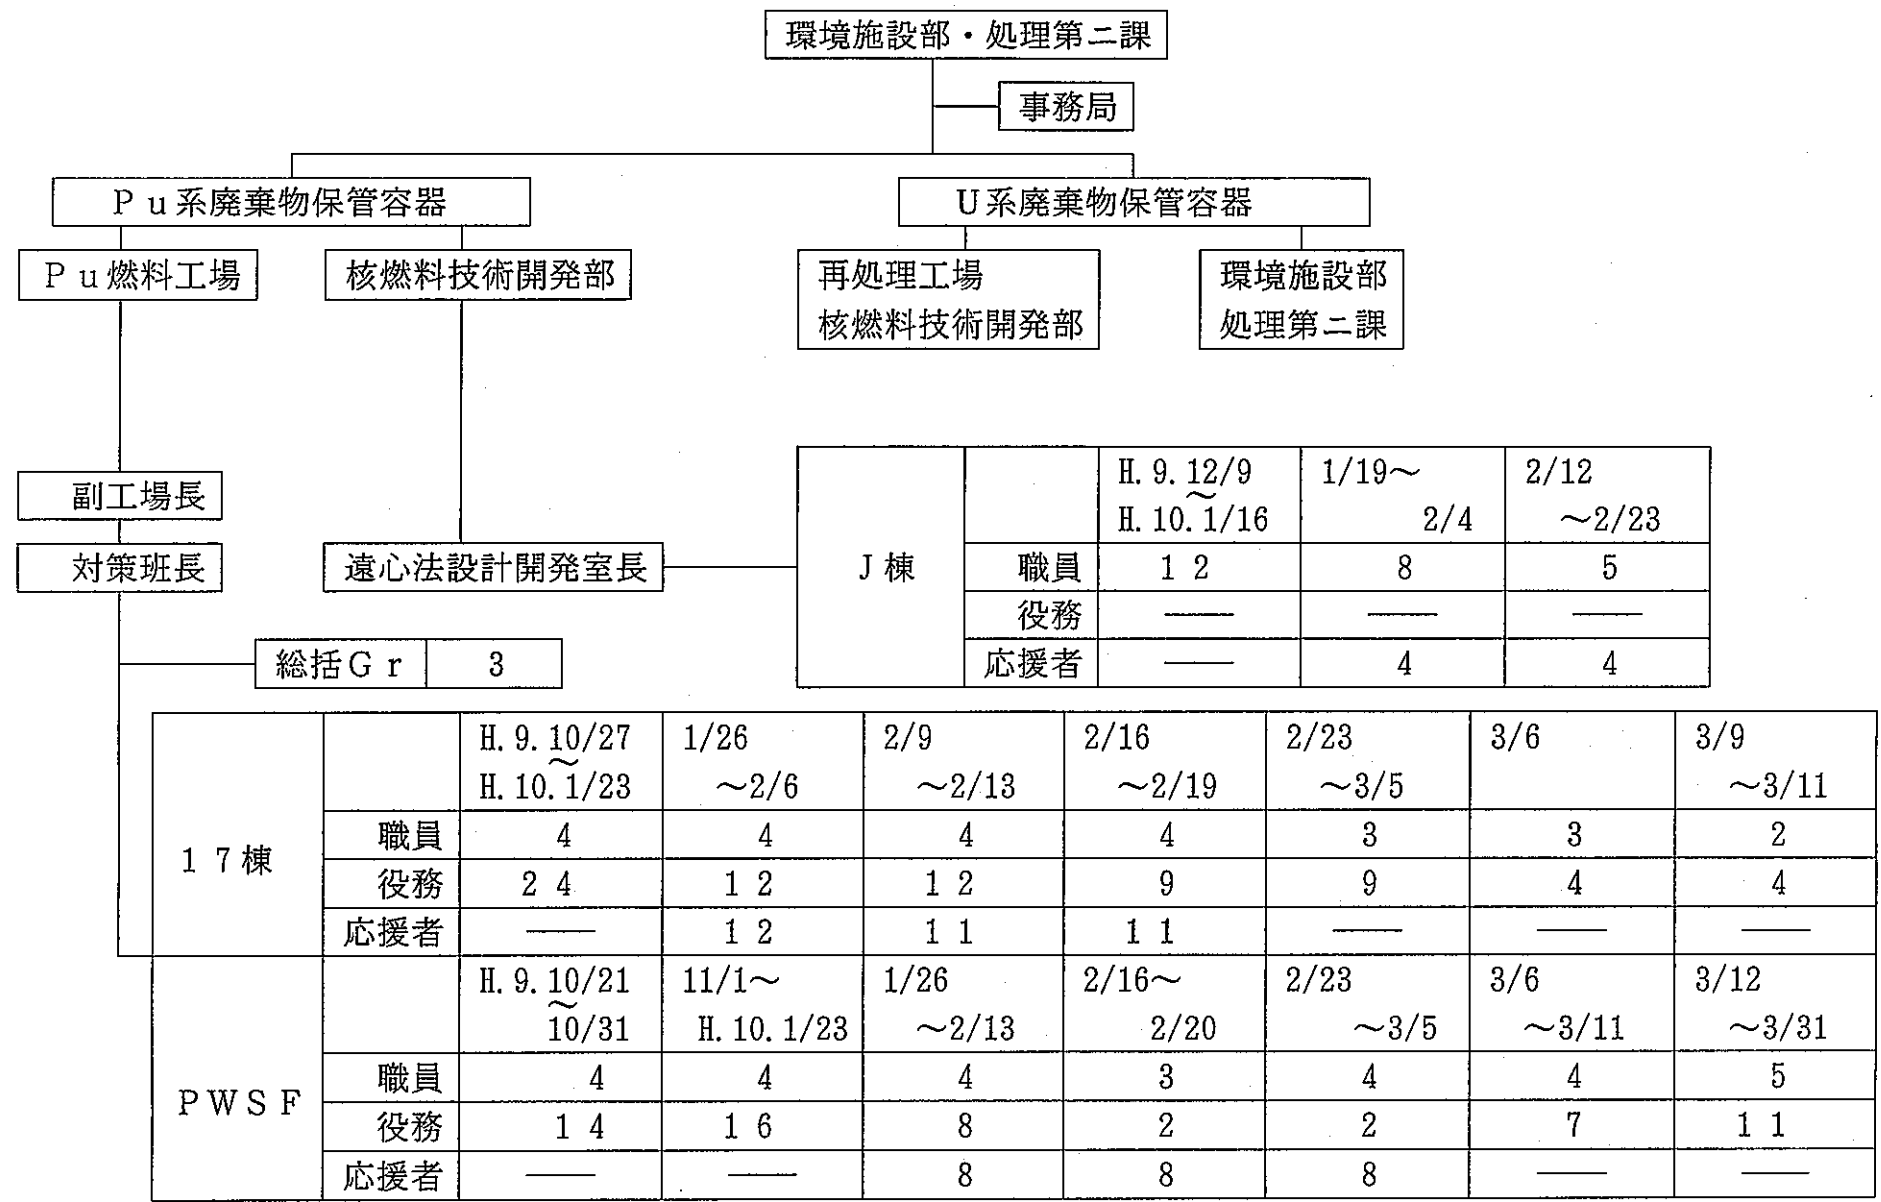 環境施設部・処理第二課
事務局
Pu系廃棄物保管容器
U系廃棄物保管容器
Pu燃料工場
核燃料技術開発部
再処理工場
核燃料技術開発部
環境施設部
処理第二課
副工場長
対策班長
遠心法設計開発室長
総括Gr 3
J棟
H.9.12/9 1/19～ 2/12
～
H.10.1/16 2/4 ～2/23
職員 12 8 5
役務 ―― ―― ――
応援者 ―― 4 4
17棟
H.9.10/27 1/26 2/9 2/16 2/23 3/6 3/9
～
H.10.1/23 ～2/6 ～2/13 ～2/19 ～3/5 ～3/11
職員 4 4 4 4 3 3 2
役務 24 12 12 9 9 4 4
応援者 ―― 12 11 11 ―― ―― ――
PWSF
H.9.10/21 11/1～ 1/26 2/16～ 2/23 3/6 3/12
～
10/31 H.10.1/23 ～2/13 2/20 ～3/5 ～3/11 ～3/31
職員 4 4 4 3 4 4 5
役務 14 16 8 2 2 7 11
応援者 ―― ―― 8 8 8 ―― ――